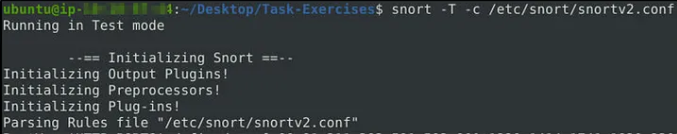 ubuntu@ip- 4:~/Desktop/Task-Exercises$ snort -T -c /etc/snort/snortv2.conf
Running in Test mode
--== Initializing Snort ==--
Initializing Output Plugins!
Initializing Preprocessors!
Initializing Plug-ins!
Parsing Rules file "/etc/snort/snortv2.conf"